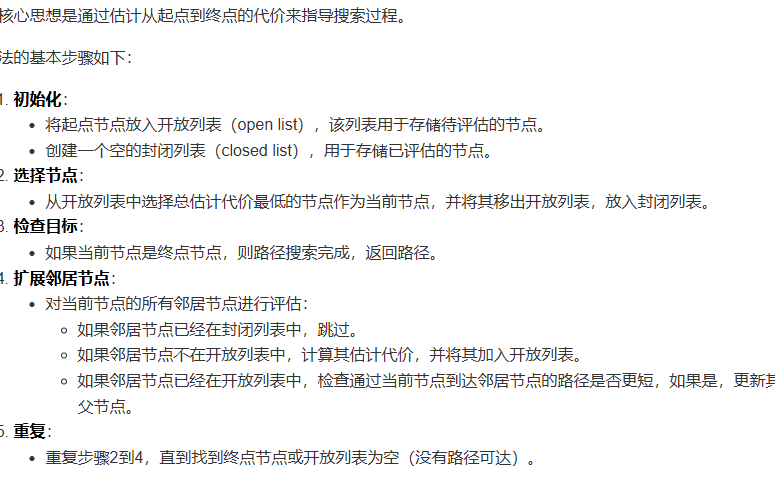 核心思想是通过估计从起点到终点的代价来指导搜索过程。
法的基本步骤如下：
1. 初始化：
• 将起点节点放入开放列表（open list），该列表用于存储待评估的节点。
• 创建一个空的封闭列表（closed list），用于存储已评估的节点。
2. 选择节点：
• 从开放列表中选择总估计代价最低的节点作为当前节点，并将其移出开放列表，放入封闭列表。
3. 检查目标：
• 如果当前节点是终点节点，则路径搜索完成，返回路径。
4. 扩展邻居节点：
• 对当前节点的所有邻居节点进行评估：
◦ 如果邻居节点已经在封闭列表中，跳过。
◦ 如果邻居节点不在开放列表中，计算其估计代价，并将其加入开放列表。
◦ 如果邻居节点已经在开放列表中，检查通过当前节点到达邻居节点的路径是否更短，如果是，更新其
父节点。
5. 重复：
• 重复步骤2到4，直到找到终点节点或开放列表为空（没有路径可达）。